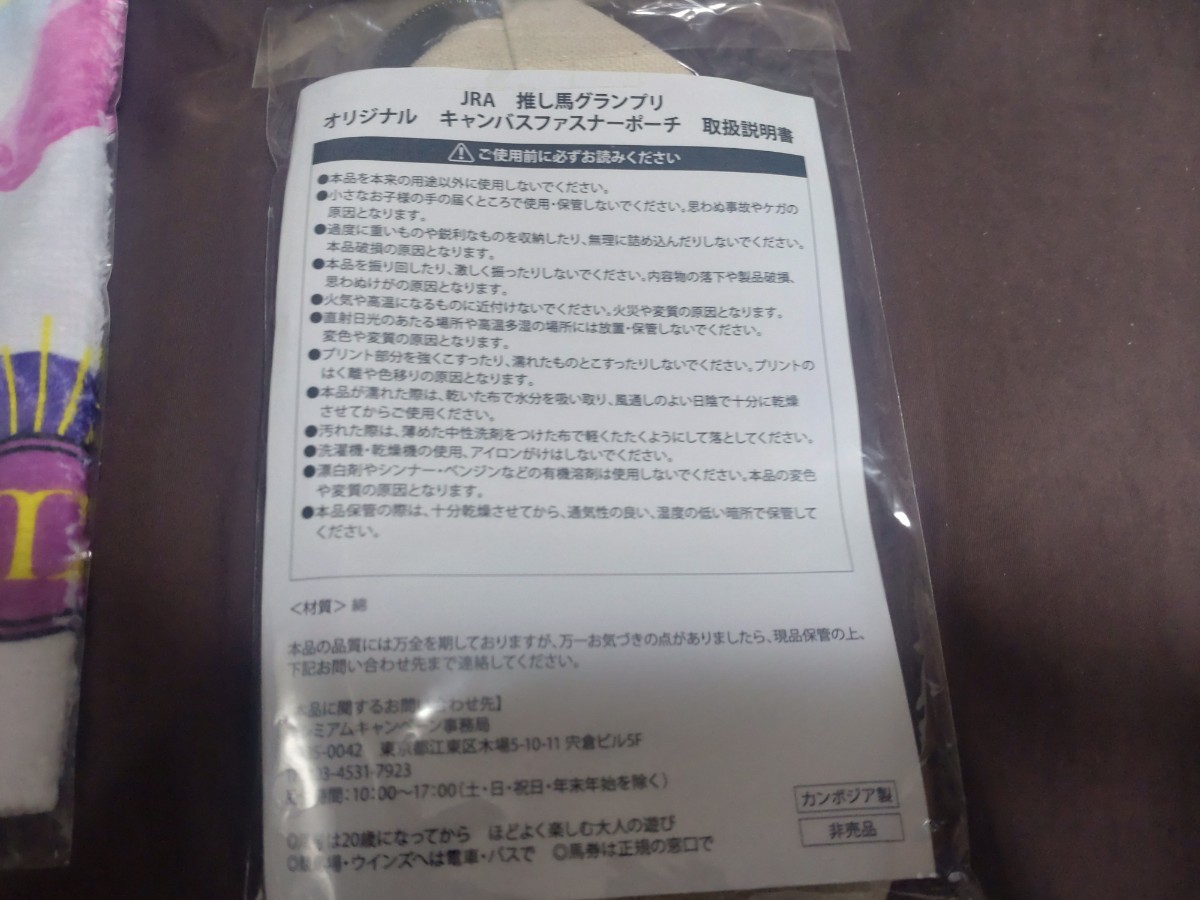 JRA 推し馬グランプリ
オリジナル キャンバスファスナーポーチ 取扱説明書
ご使用前に必ずお読みください
●本品を本来の用途以外に使用しないでください。
●小さなお子様の手の届くところで使用・保管しないでください。思わぬ事故やケガの
原因となります。
●過度に重いものや鋭利なものを収納したり、無理に詰め込んだりしないでください。
本品破損の原因となります。
●本品を振り回したり、激しく振ったりしないでください。内容物の落下や製品破損、
思わぬけがの原因となります。
●火気や高温になるものに近付けないでください。火災や変質の原因となります。
●直射日光のあたる場所や高温多湿の場所には放置・保管しないでください。
変色や変質の原因となります。
●プリント部分を強くこすったり、濡れたものとこすったりしないでください。プリントの
はく離や色移りの原因となります。
●本品が濡れた際は、乾いた布で水分を吸い取り、風通しのよい日陰で十分に乾燥
させてからご使用ください。
●汚れた際は、薄めた中性洗剤をつけた布で軽くたたくようにして落としてください。
●洗濯機・乾燥機の使用、アイロンがけはしないでください。
●漂白剤やシンナー・ベンジンなどの有機溶剤は使用しないでください。本品の変色
や変質の原因となります。
●本品保管の際は、十分乾燥させてから、通気性の良い、湿度の低い暗所で保管して
ください。
＜材質＞ 綿
本品の品質には万全を期しておりますが、万一お気づきの点がありましたら、現品保管の上、
下記お問い合わせ先まで連絡してください。
本品に関するお問い合わせ先】
レミアムキャンペーン事務局
5-0042 東京都江東区木場5-10-11 宍倉ビル5F
03-4531-7923
時間:10:00～17:00（土・日・祝日・年末年始を除く）
は20歳になってから ほどよく楽しむ大人の遊び
場・ウインズへは電車・バスで ◎馬券は正規の窓口で
カンボジア製
非売品